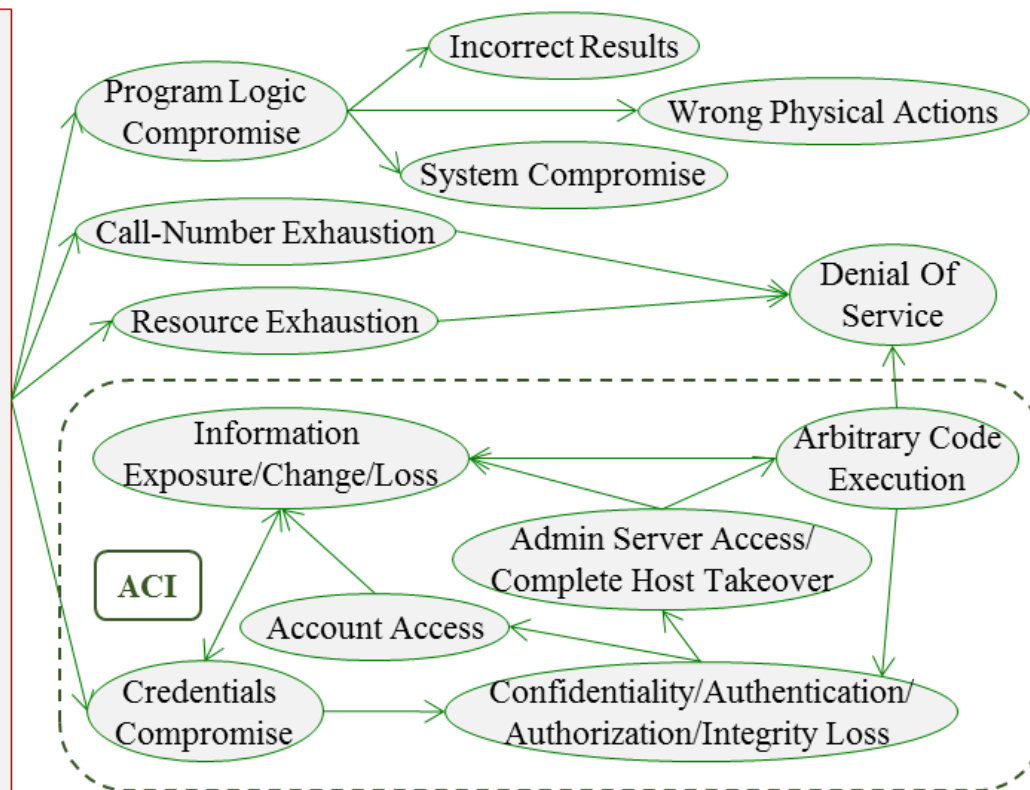 Incorrect Results
Program Logic
Compromise
Wrong Physical Actions
System Compromise
Call-Number Exhaustion
Denial Of
Service
Resource Exhaustion
Information
Exposure/Change/Loss
Arbitrary Code
Execution
Admin Server Access/
Complete Host Takeover
ACI
Account Access
Credentials
Compromise
Confidentiality/Authentication/
Authorization/Integrity Loss